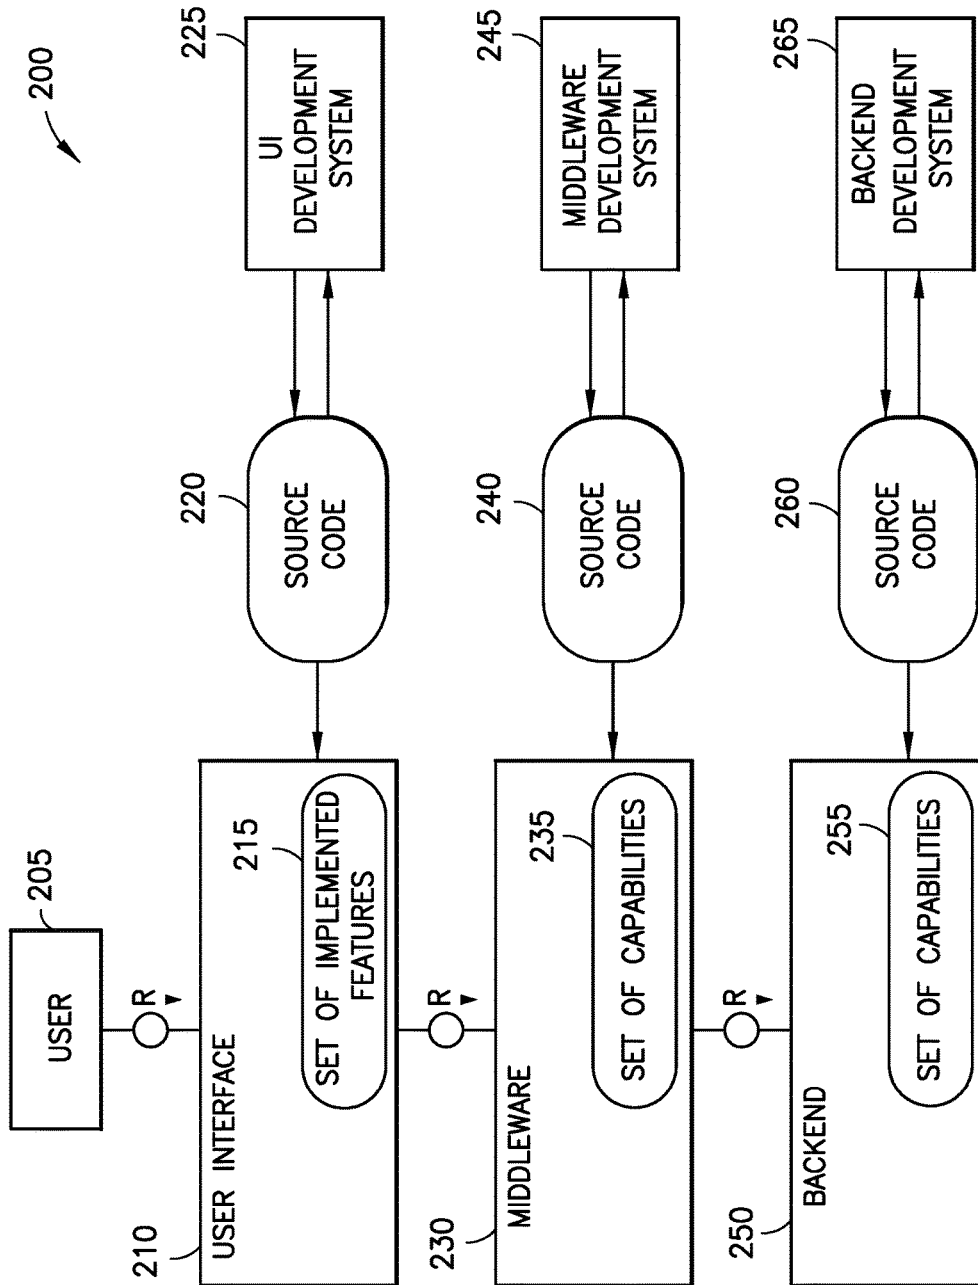 200
205
USER
R
210
USER INTERFACE
215
SET OF IMPLEMENTED
FEATURES
220
SOURCE
CODE
225
UI
DEVELOPMENT
SYSTEM
R
230
MIDDLEWARE
235
SET OF CAPABILITIES
240
SOURCE
CODE
245
MIDDLEWARE
DEVELOPMENT
SYSTEM
R
250
BACKEND
255
SET OF CAPABILITIES
260
SOURCE
CODE
265
BACKEND
DEVELOPMENT
SYSTEM